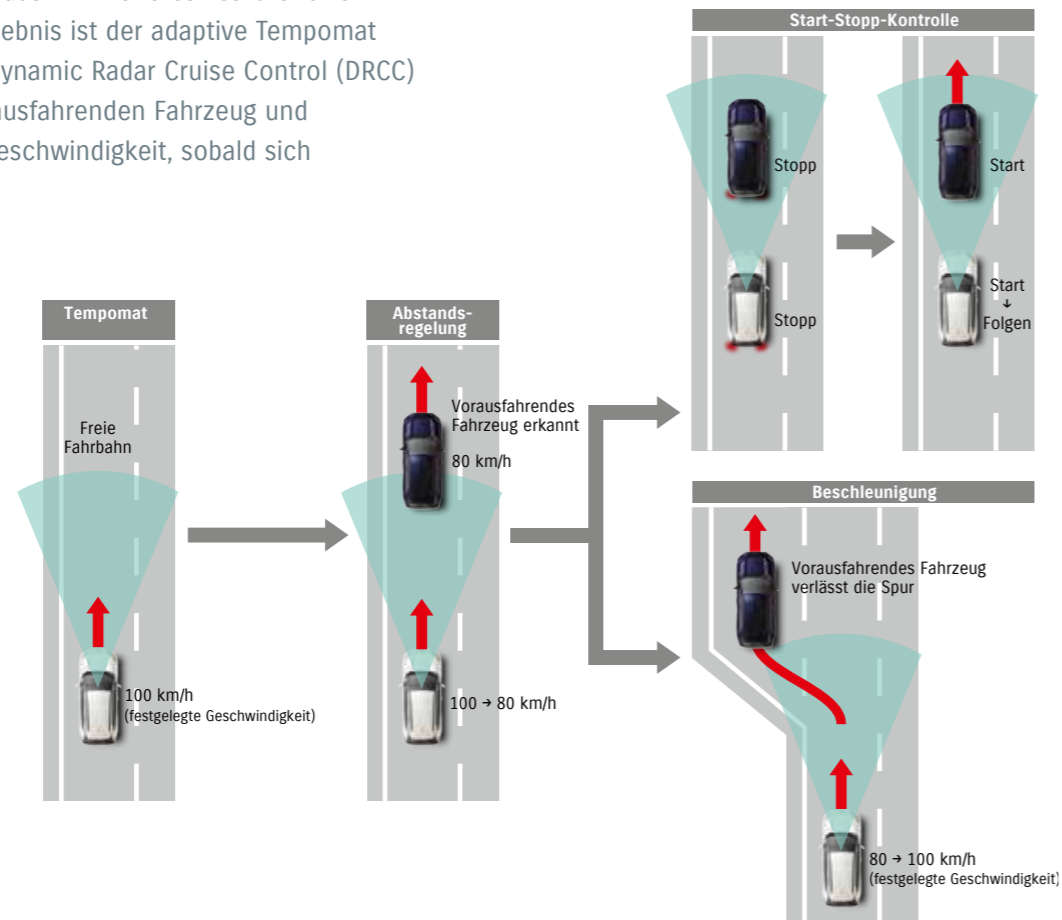 ebnis ist der adaptive Tempomat
ynamic Radar Cruise Control (DRCC)
usfahrenden Fahrzeug und
eschwindigkeit, sobald sich
Start-Stopp-Kontrolle
Stopp
Stopp
Start
Start
↓
Folgen
Tempomat
Freie
Fahrbahn
100 km/h
(festgelegte Geschwindigkeit)
Abstands-
regelung
Vorausfahrendes
Fahrzeug erkannt
80 km/h
100 → 80 km/h
Beschleunigung
Vorausfahrendes Fahrzeug
verlässt die Spur
80 → 100 km/h
(festgelegte Geschwindigkeit)